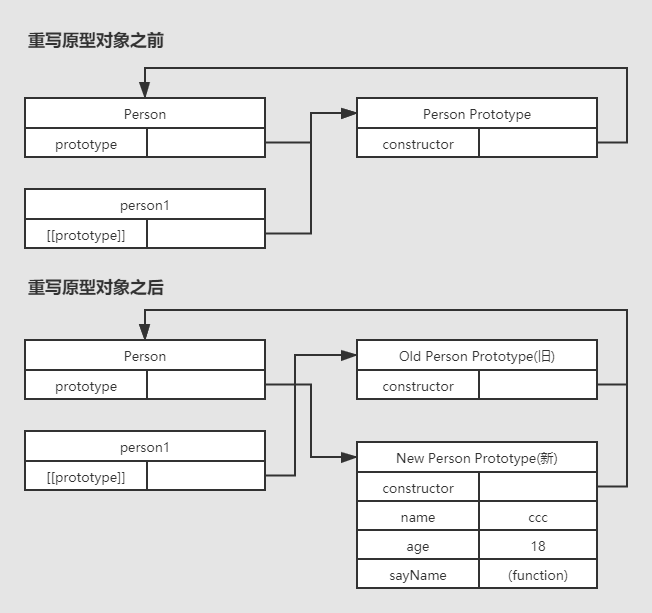 重写原型对象之前
Person
prototype
Person Prototype
constructor
person1
[[prototype]]
重写原型对象之后
Person
prototype
Old Person Prototype(旧)
constructor
person1
[[prototype]]
New Person Prototype(新)
constructor
name ccc
age 18
sayName (function)